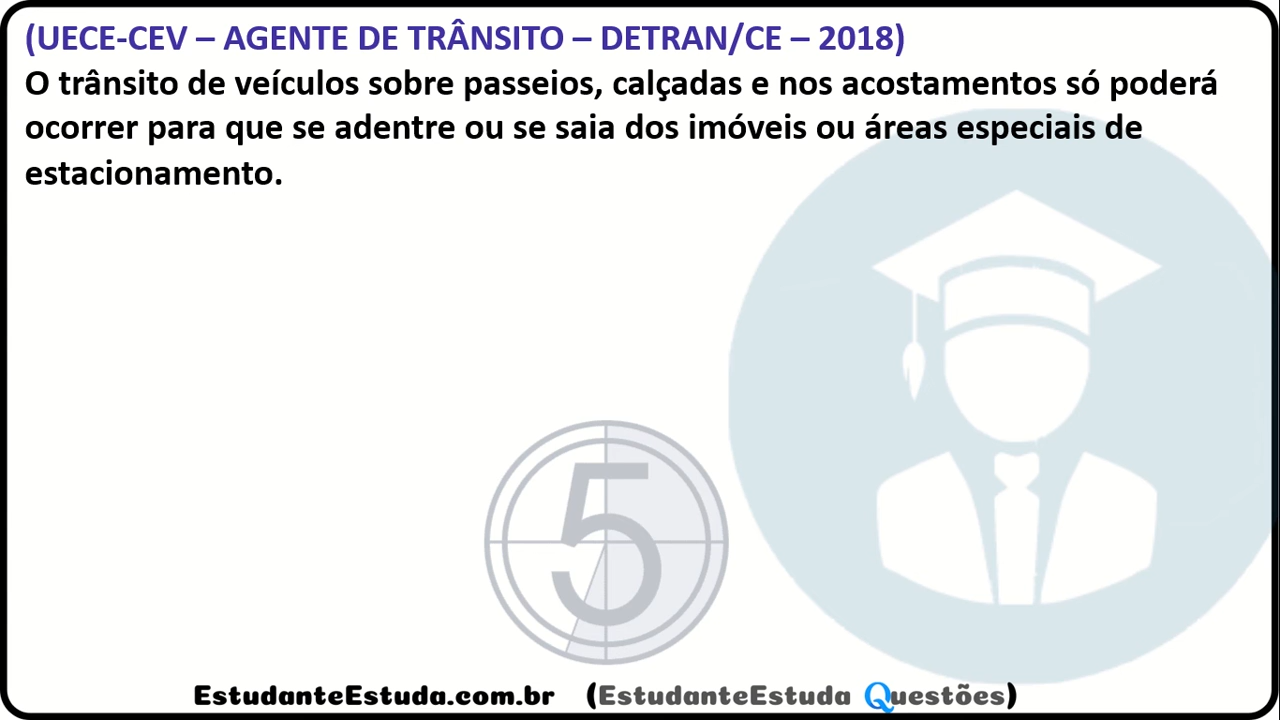 (UECE-CEV – AGENTE DE TRÂNSITO – DETRAN/CE – 2018)
O trânsito de veículos sobre passeios, calçadas e nos acostamentos só poderá
ocorrer para que se adentre ou se saia dos imóveis ou áreas especiais de
estacionamento.
5
EstudanteEstuda.com.br (EstudanteEstuda Questões)